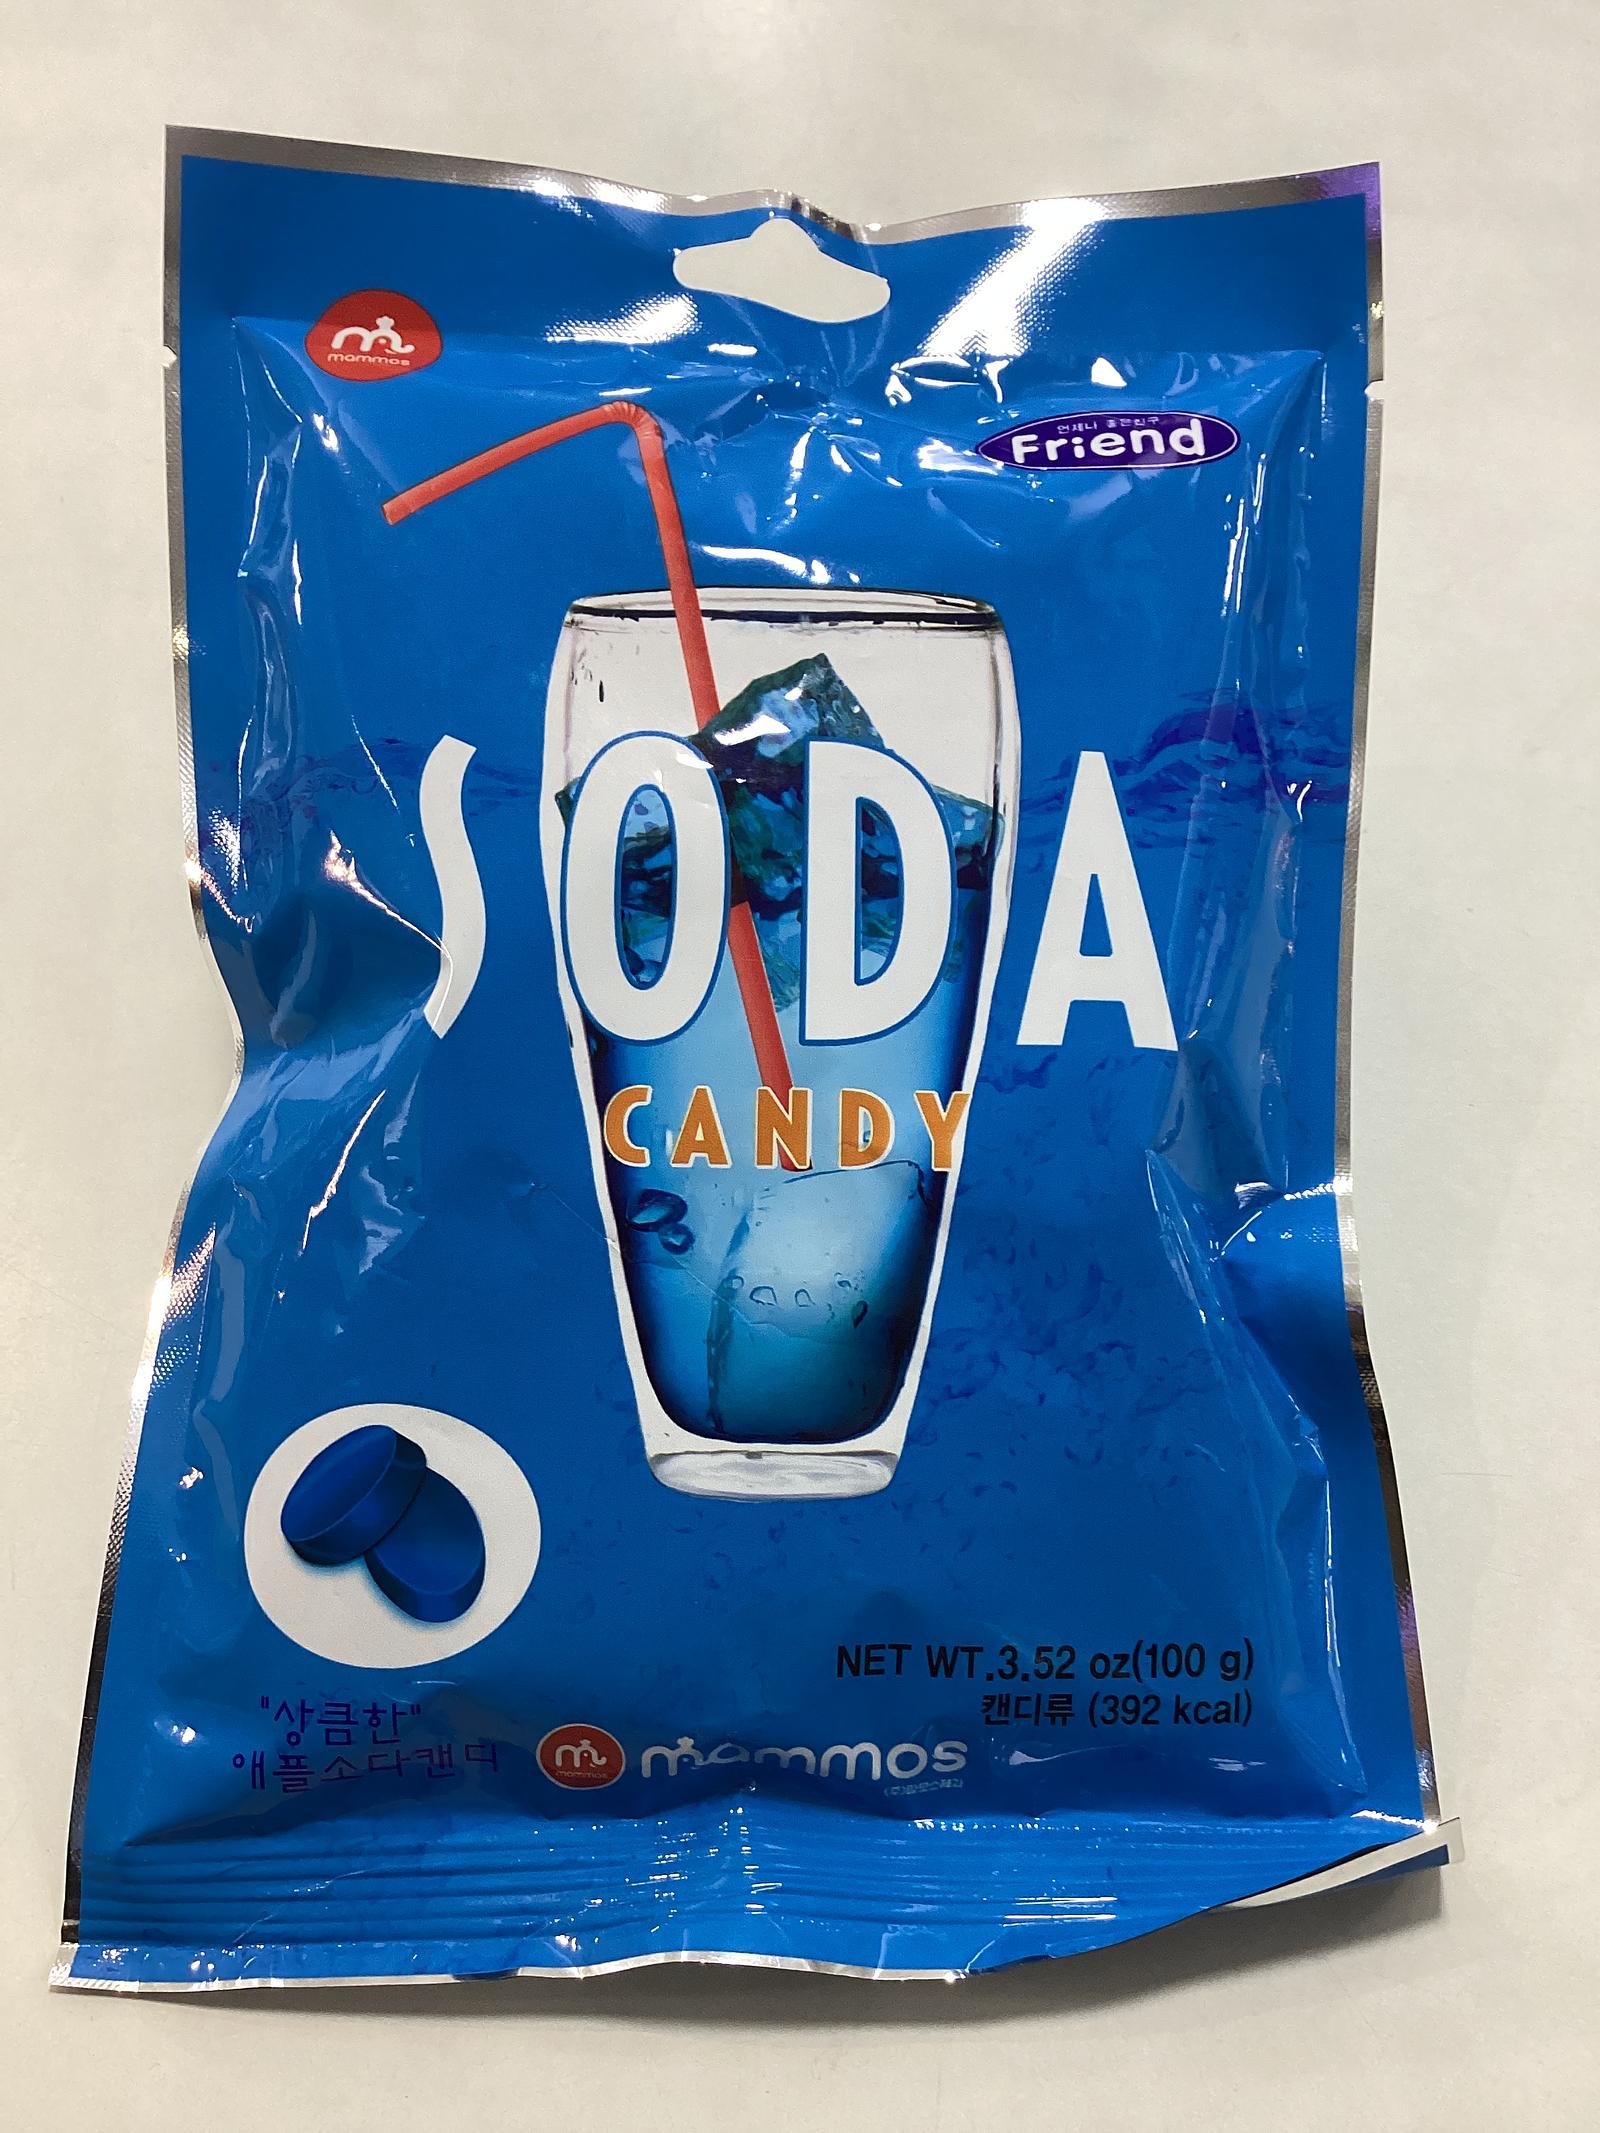 mammos
언제나 좋은친구
Friend
SODA
CANDY
NET WT.3.52 oz(100 g)
캔디류 (392 kcal)
"상큼한"
애플소다캔디
mammos
mammos